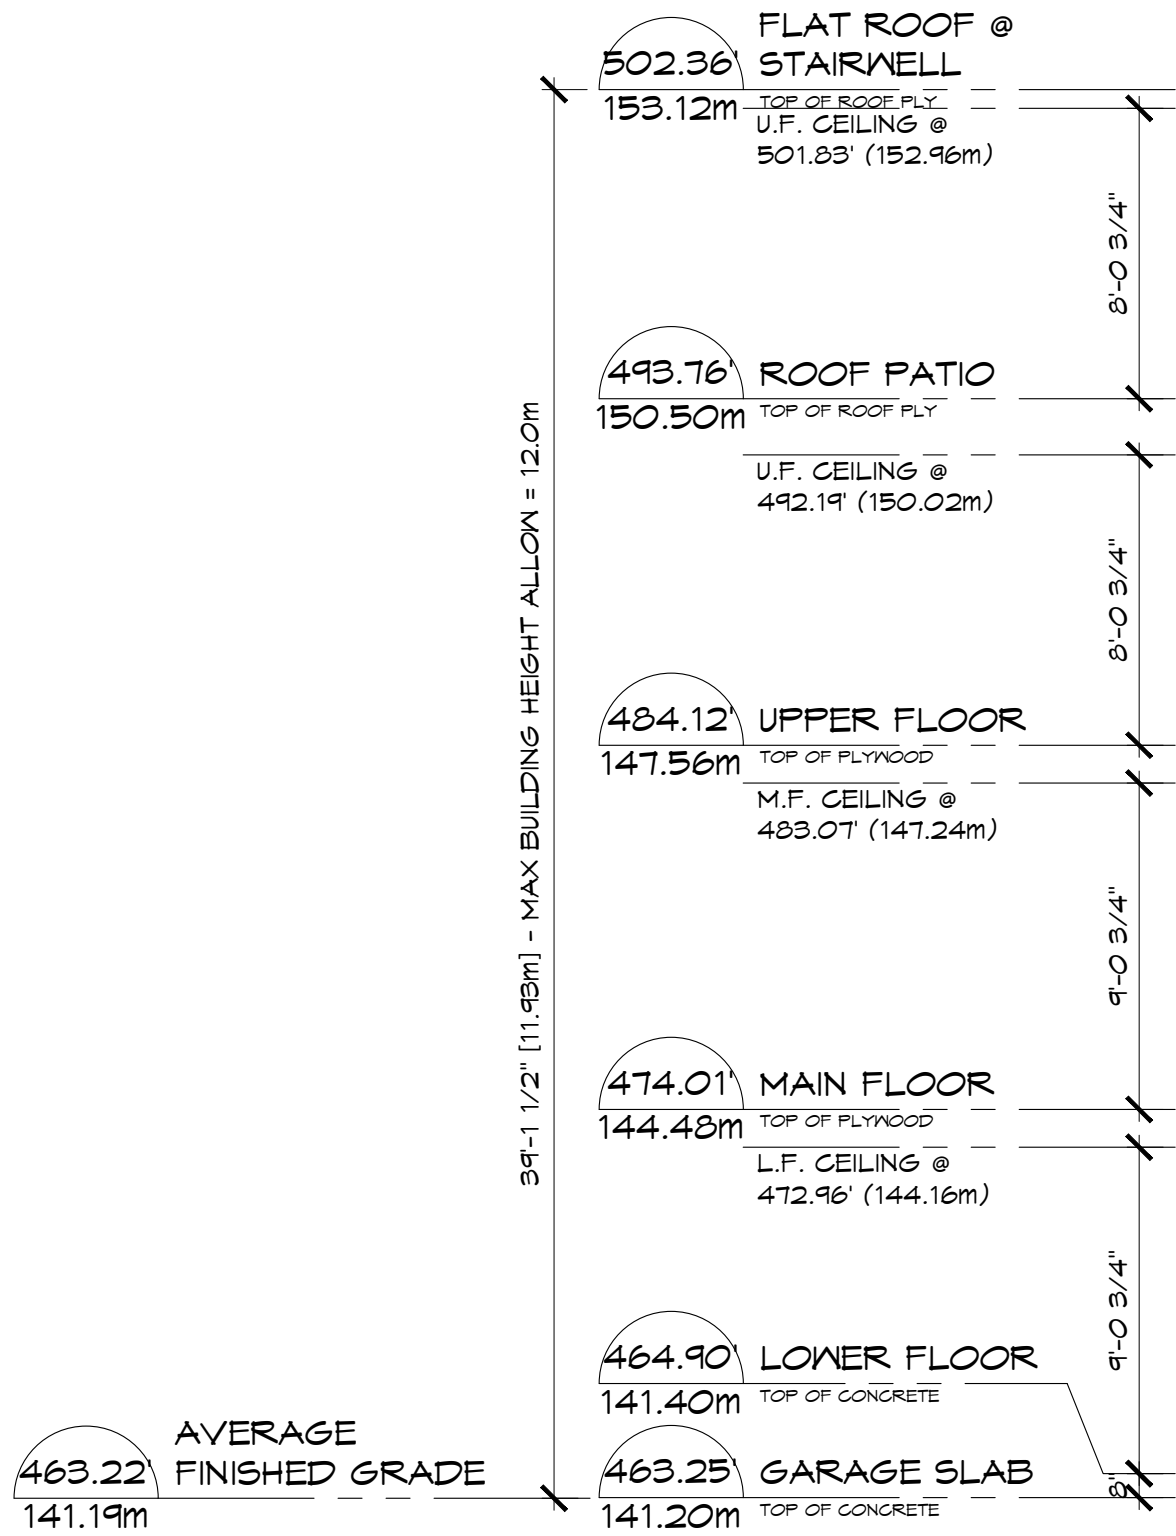 FLAT ROOF @
502.36' STAIRWELL
153.12m TOP OF ROOF PLY
U.F. CEILING @
501.83' (152.96m)
8'-0 3/4"
493.76' ROOF PATIO
150.50m TOP OF ROOF PLY
U.F. CEILING @
492.19' (150.02m)
8'-0 3/4"
39'-1 1/2" [11.93m] - MAX BUILDING HEIGHT ALLOW = 12.0m
484.12' UPPER FLOOR
147.56m TOP OF PLYWOOD
M.F. CEILING @
483.07' (147.24m)
9'-0 3/4"
474.01' MAIN FLOOR
144.48m TOP OF PLYWOOD
L.F. CEILING @
472.96' (144.16m)
9'-0 3/4"
464.90' LOWER FLOOR
141.40m TOP OF CONCRETE
AVERAGE
463.22' FINISHED GRADE
141.19m
463.25' GARAGE SLAB
141.20m TOP OF CONCRETE
8"